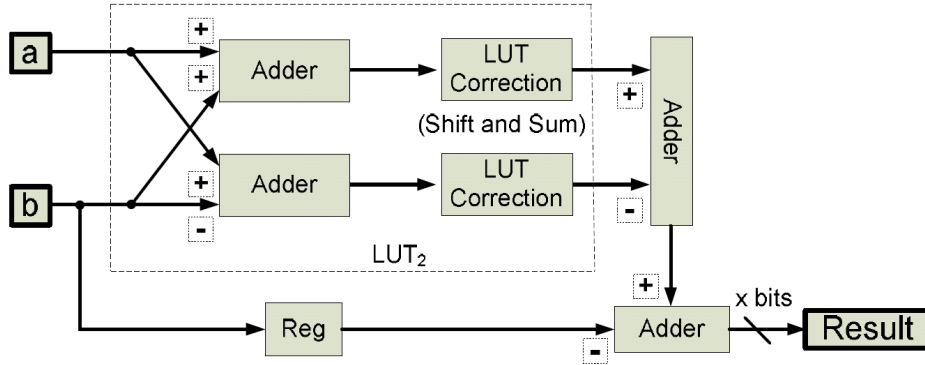 a
+
+
Adder
LUT
Correction
+
Adder
(Shift and Sum)
b
+
-
Adder
LUT
Correction
-
LUT₂
Reg
+
-
Adder
x bits
Result